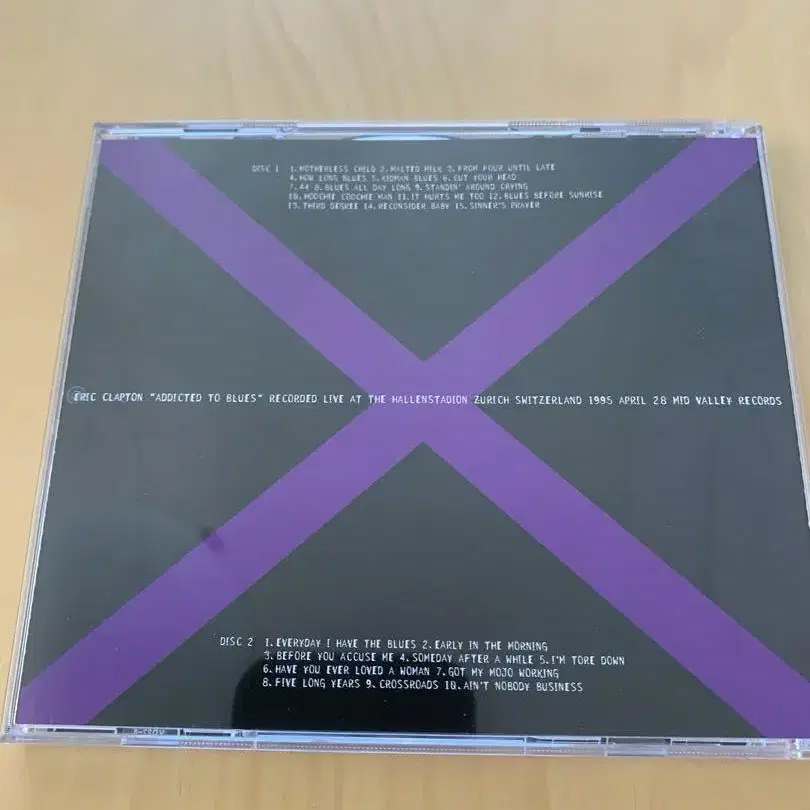 DISC 1 1.MOTHERLESS CHILD 2.MALTED MILK 3.FROM FOUR UNTIL LATE
4.HOW LONG BLUES 5.KIDMAN BLUES 6.CUT YOUR HEAD
7.44 8.BLUES ALL DAY LONG 9.STANDIN' AROUND CRYING
10.HOOCHIE COOCHIE MAN 11.IT HURTS ME TOO 12.BLUES BEFORE SUNRISE
13.THIRD DEGREE 14.RECONSIDER BABY 15.SINNER'S PRAYER
ERIC CLAPTON "ADDICTED TO BLUES" RECORDED LIVE AT THE HALLENSTADION ZURICH SWITZERLAND 1995 APRIL 28 MID VALLEY RECORDS
DISC 2 1.EVERYDAY I HAVE THE BLUES 2.EARLY IN THE MORNING
3.BEFORE YOU ACCUSE ME 4.SOMEDAY AFTER A WHILE 5.I'M TORE DOWN
6.HAVE YOU EVER LOVED A WOMAN 7.GOT MY MOJO WORKING
8.FIVE LONG YEARS 9.CROSSROADS 10.AIN'T NOBODY BUSINESS